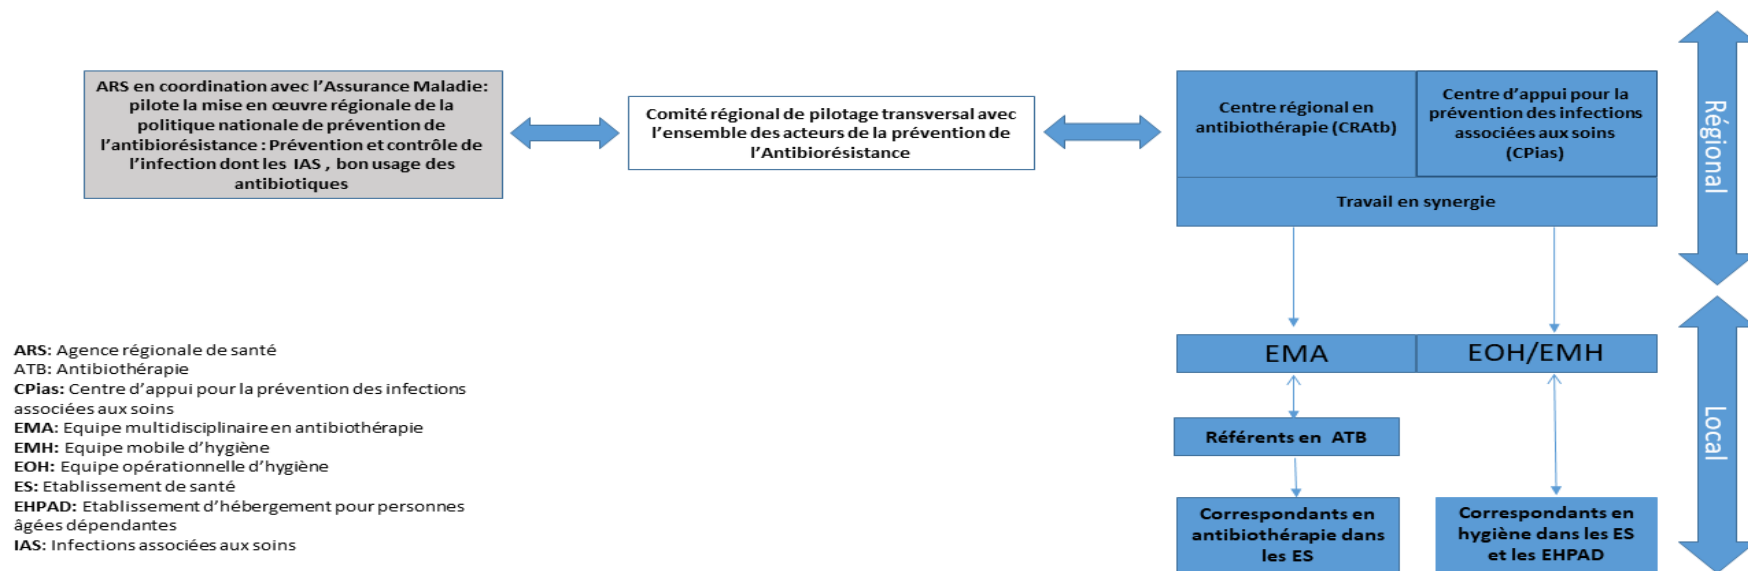 ARS en coordination avec l'Assurance Maladie:
pilote la mise en œuvre régionale de la
politique nationale de prévention de
l'antibiorésistance : Prévention et contrôle de
l'infection dont les IAS , bon usage des
antibiotiques
Comité régional de pilotage transversal avec
l'ensemble des acteurs de la prévention de
l'Antibiorésistance
Centre régional en
antibiothérapie (CRAtb)
Centre d'appui pour la
prévention des infections
associées aux soins
(CPias)
Travail en synergie
Régional
EMA
EOH/EMH
Référents en ATB
Correspondants en
antibiothérapie dans
les ES
Correspondants en
hygiène dans les ES
et les EHPAD
Local
ARS: Agence régionale de santé
ATB: Antibiothérapie
CPias: Centre d'appui pour la prévention des infections
associées aux soins
EMA: Equipe multidisciplinaire en antibiothérapie
EMH: Equipe mobile d'hygiène
EOH: Equipe opérationnelle d'hygiène
ES: Etablissement de santé
EHPAD: Etablissement d'hébergement pour personnes
âgées dépendantes
IAS: Infections associées aux soins